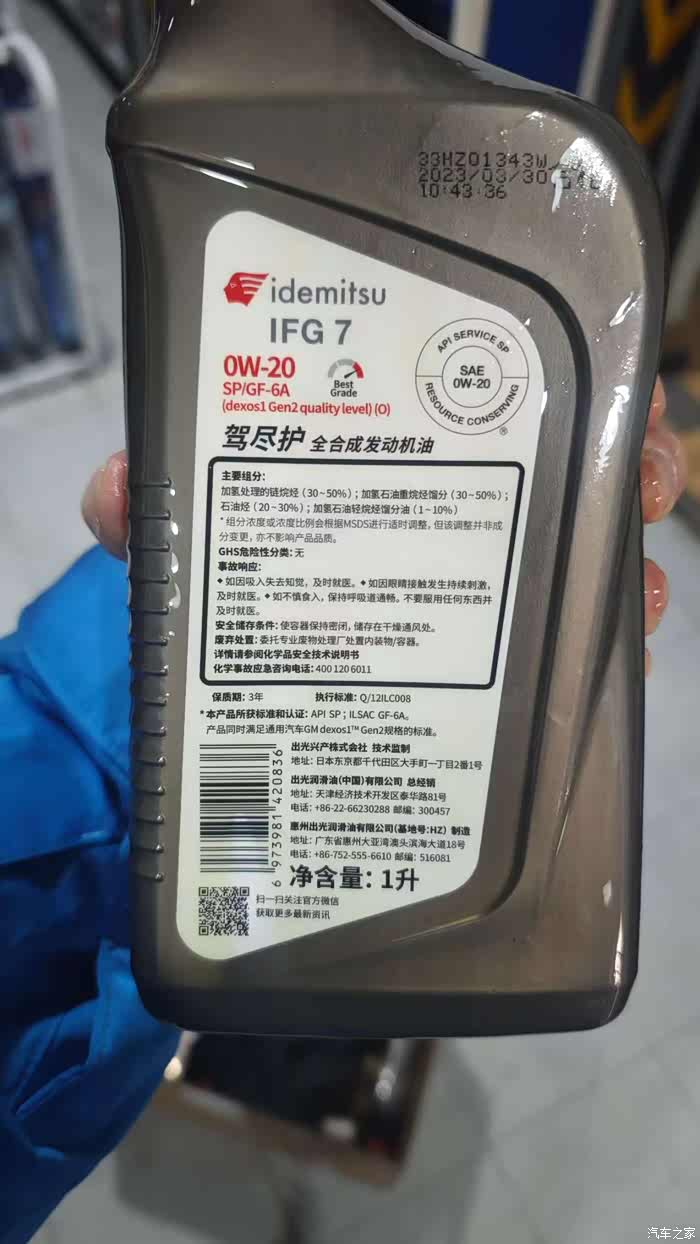 33HZ01343W
2023/03/30
10:43:36
idemitsu
IFG 7
0W-20
SP/GF-6A
(dexos1 Gen2 quality level) (O)
Best
Grade
API SERVICE SP
SAE
0W-20
RESOURCE CONSERVING
®
驾尽护 全合成发动机油
主要组分：
加氢处理的链烷烃（30~50%）；加氢石油重烷烃馏分（30~50%）；
石油烃（20~30%）；加氢石油轻烷烃馏分油（1~10%）
*组分浓度或浓度比例会根据MSDS进行适时调整，但该调整并非成
分变更，亦不影响产品品质。
GHS危险性分类：无
事故响应：
◆如因吸入失去知觉，及时就医。◆如因眼睛接触发生持续刺激，
及时就医。◆如不慎食入，保持呼吸道通畅。不要服用任何东西并
及时就医。
安全储存条件：使容器保持密闭，储存在干燥通风处。
废弃处置：委托专业废物处理厂处置内装物/容器。
详情请参阅化学品安全技术说明书
化学事故应急咨询电话：400 120 6011
保质期：3年 执行标准：Q/12ILC008
*本产品所获标准和认证：API SP；ILSAC GF-6A。
产品同时满足通用汽车GM dexos1™ Gen2规格的标准。
出光兴产株式会社 技术监制
地址：日本东京都千代田区大手町一丁目2番1号
出光润滑油(中国)有限公司 总经销
地址：天津经济技术开发区泰华路81号
电话：+86-22-66230288 邮编：300457
惠州出光润滑油有限公司(基地号:HZ) 制造
地址：广东省惠州大亚湾澳头滨海大道18号
电话：+86-752-555-6610 邮编：516081
净含量：1升
6 973981 420836
扫一扫关注官方微信
获取更多最新资讯
汽车之家